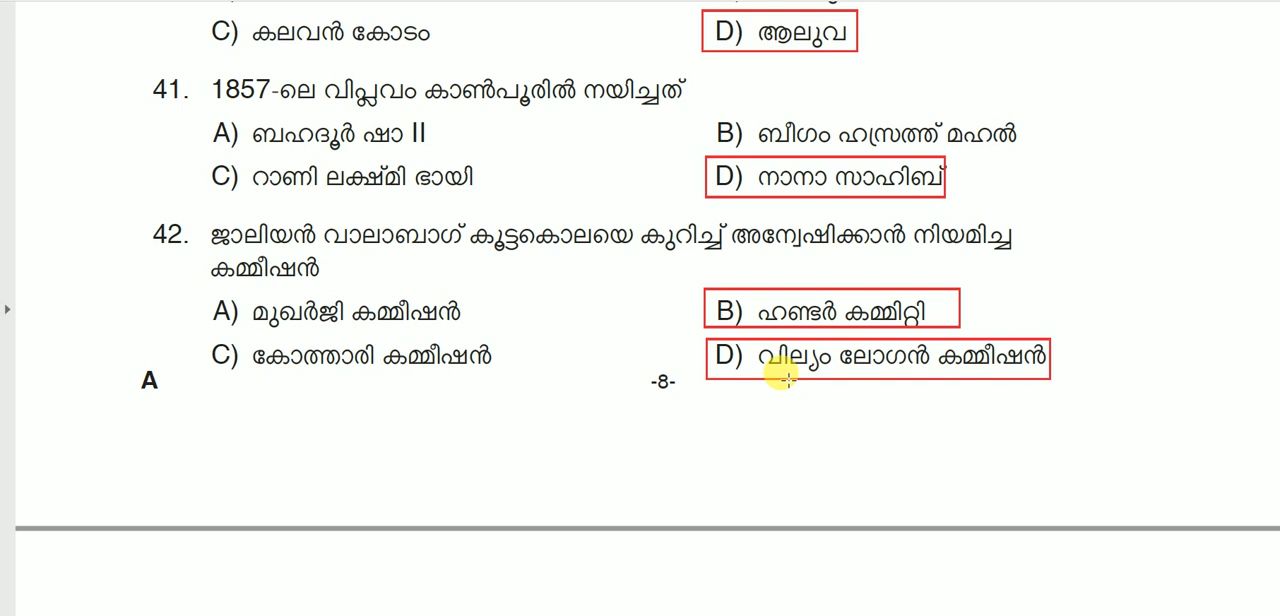 C) കലവൻ കോടം D) ആലുവ
41. 1857-ലെ വിപ്ലവം കാൺപൂരിൽ നയിച്ചത്
A) ബഹദൂർ ഷാ II B) ബീഗം ഹസ്രത്ത് മഹൽ
C) റാണി ലക്ഷ്മി ഭായി D) നാനാ സാഹിബ്
42. ജാലിയൻ വാലാബാഗ് കൂട്ടകൊലയെ കുറിച്ച് അന്വേഷിക്കാൻ നിയമിച്ച
കമ്മീഷൻ
A) മുഖർജി കമ്മീഷൻ B) ഹണ്ടർ കമ്മിറ്റി
C) കോത്താരി കമ്മീഷൻ D) വില്യം ലോഗൻ കമ്മീഷൻ
A -8-